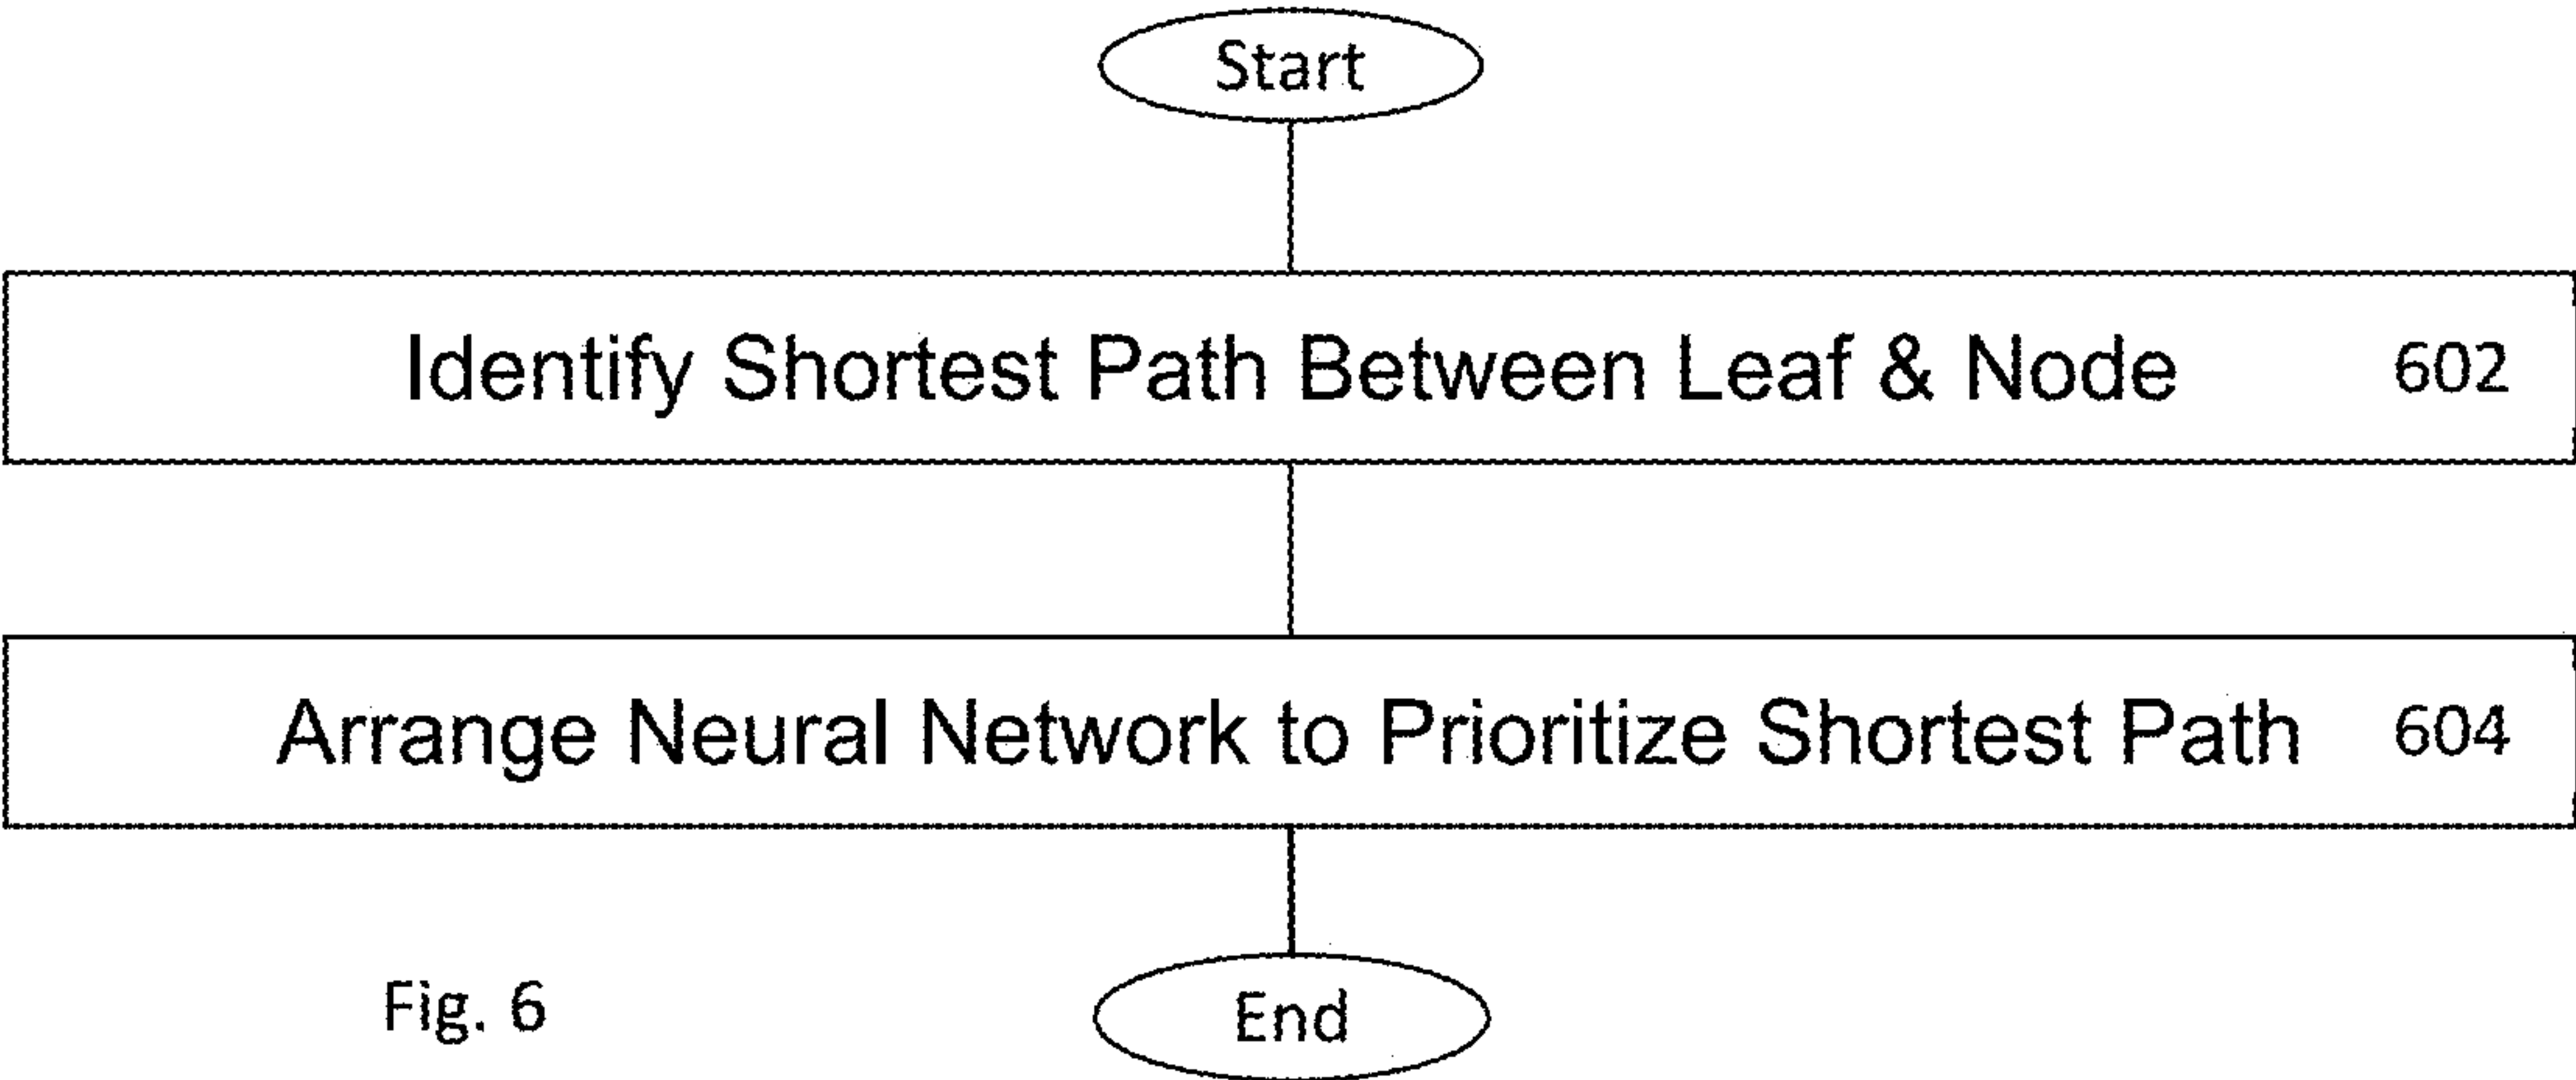 Start
Identify Shortest Path Between Leaf & Node 602
Arrange Neural Network to Prioritize Shortest Path 604
Fig. 6
End